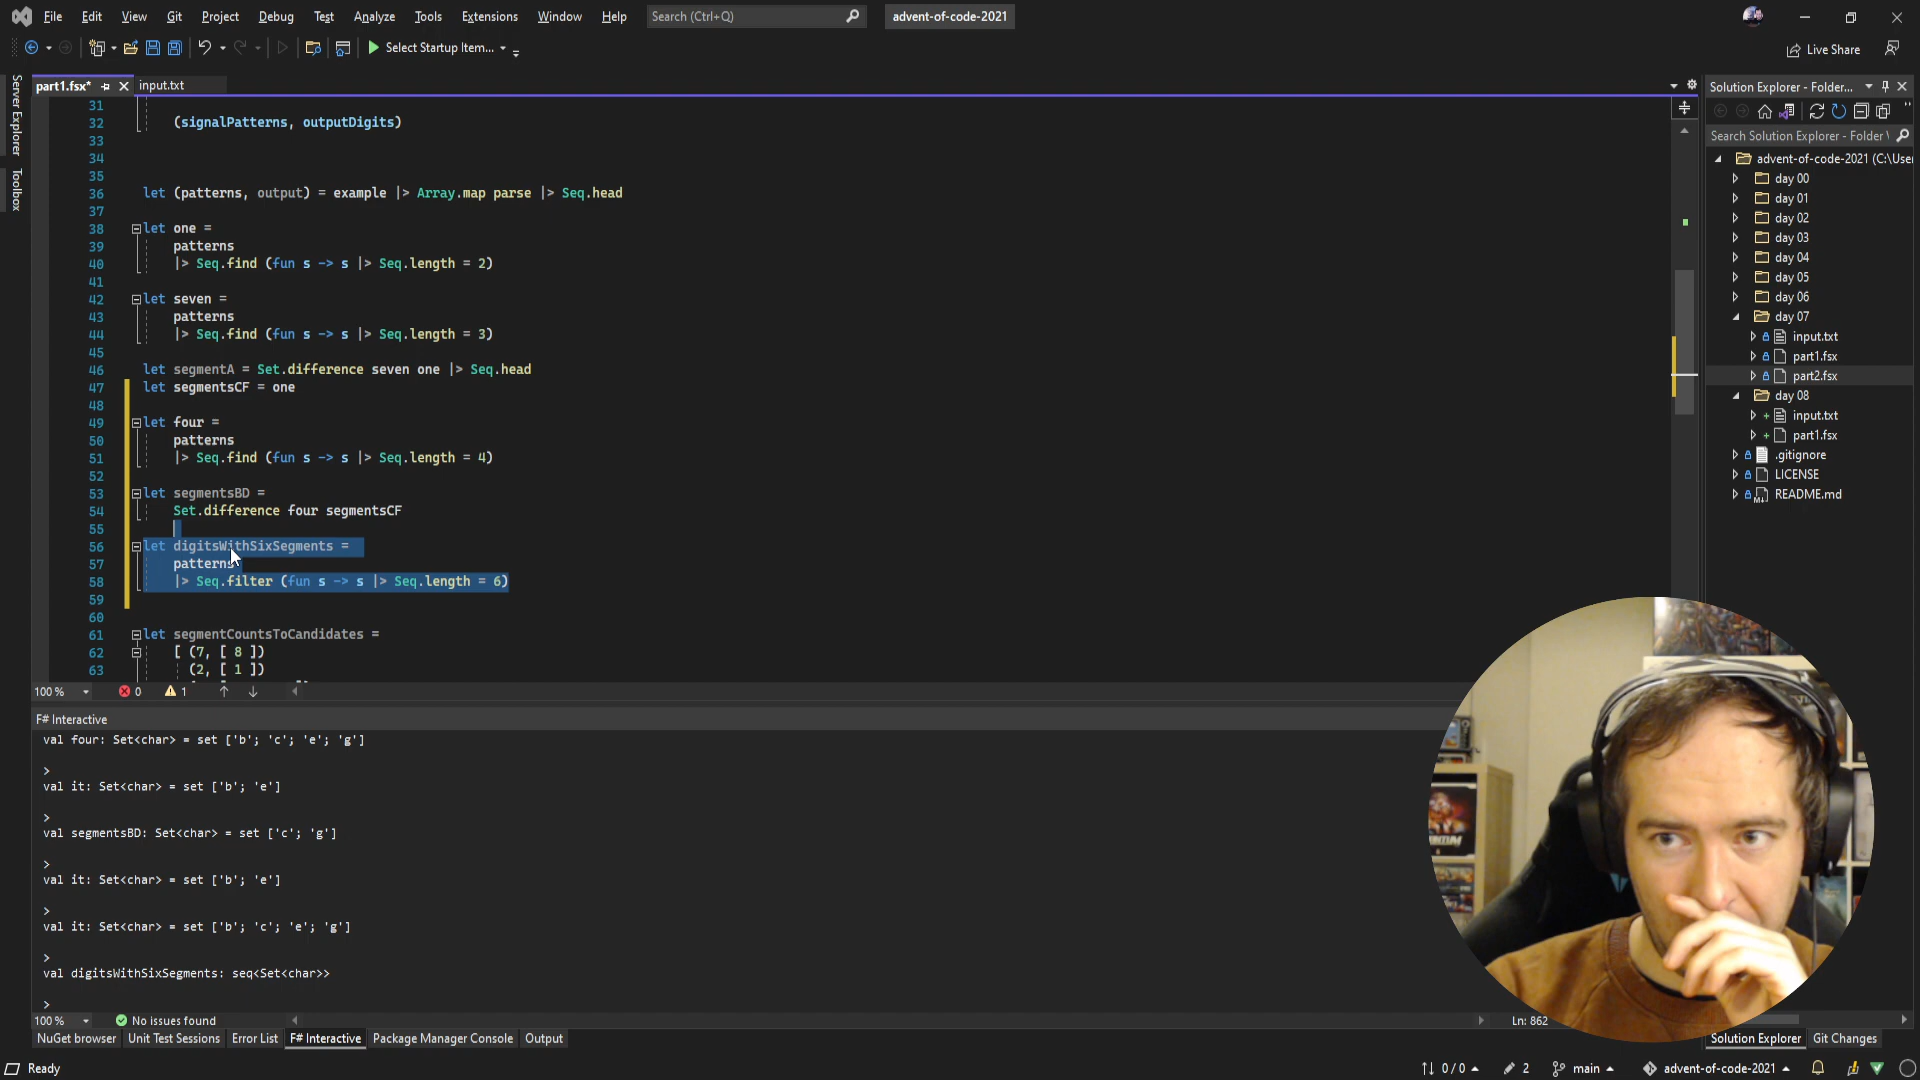 File Edit View Git Project Debug Test Analyze Tools Extensions Window Help Search (Ctrl+Q) advent-of-code-2021
Select Startup Item... Live Share
part1.fsx* input.txt
Server Explorer
Toolbox
31
32 (signalPatterns, outputDigits)
33
34
35
36 let (patterns, output) = example |> Array.map parse |> Seq.head
37
38 let one =
39 patterns
40 |> Seq.find (fun s -> s |> Seq.length = 2)
41
42 let seven =
43 patterns
44 |> Seq.find (fun s -> s |> Seq.length = 3)
45
46 let segmentA = Set.difference seven one |> Seq.head
47 let segmentsCF = one
48
49 let four =
50 patterns
51 |> Seq.find (fun s -> s |> Seq.length = 4)
52
53 let segmentsBD =
54 Set.difference four segmentsCF
55
56 let digitsWithSixSegments =
57 patterns
58 |> Seq.filter (fun s -> s |> Seq.length = 6)
59
60
61 let segmentCountsToCandidates =
62 [ (7, [ 8 ])
63 (2, [ 1 ])
100 % 0 1
F# Interactive
val four: Set<char> = set ['b'; 'c'; 'e'; 'g']
>
val it: Set<char> = set ['b'; 'e']
>
val segmentsBD: Set<char> = set ['c'; 'g']
>
val it: Set<char> = set ['b'; 'e']
>
val it: Set<char> = set ['b'; 'c'; 'e'; 'g']
>
val digitsWithSixSegments: seq<Set<char>>
>
100 % No issues found Ln: 862
NuGet browser Unit Test Sessions Error List F# Interactive Package Manager Console Output
Solution Explorer - Folder...
Search Solution Explorer - Folder
advent-of-code-2021 (C:\Use
day 00
day 01
day 02
day 03
day 04
day 05
day 06
day 07
input.txt
part1.fsx
part2.fsx
day 08
input.txt
part1.fsx
.gitignore
LICENSE
README.md
Solution Explorer Git Changes
Ready 0 / 0 2 main advent-of-code-2021